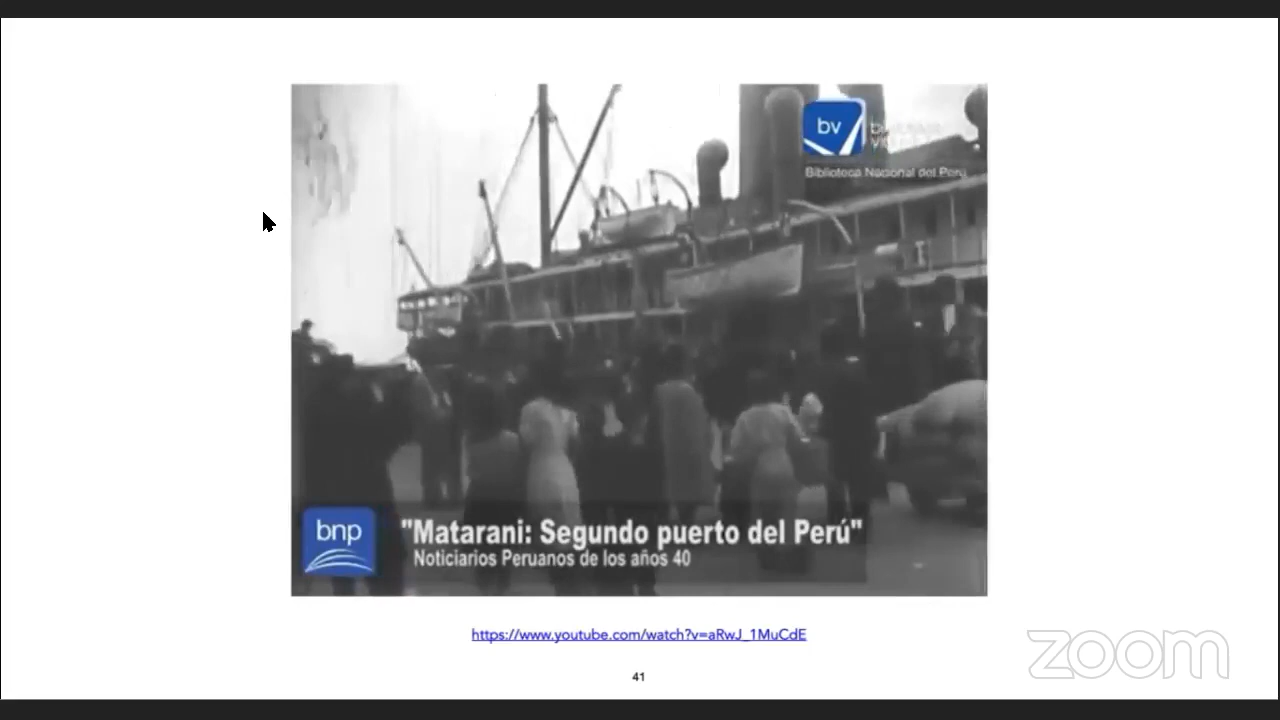 bv
Biblioteca Nacional del Perú
bnp
"Matarani: Segundo puerto del Perú"
Noticiarios Peruanos de los años 40
https://www.youtube.com/watch?v=aRwJ_1MuCdE
41
zoom